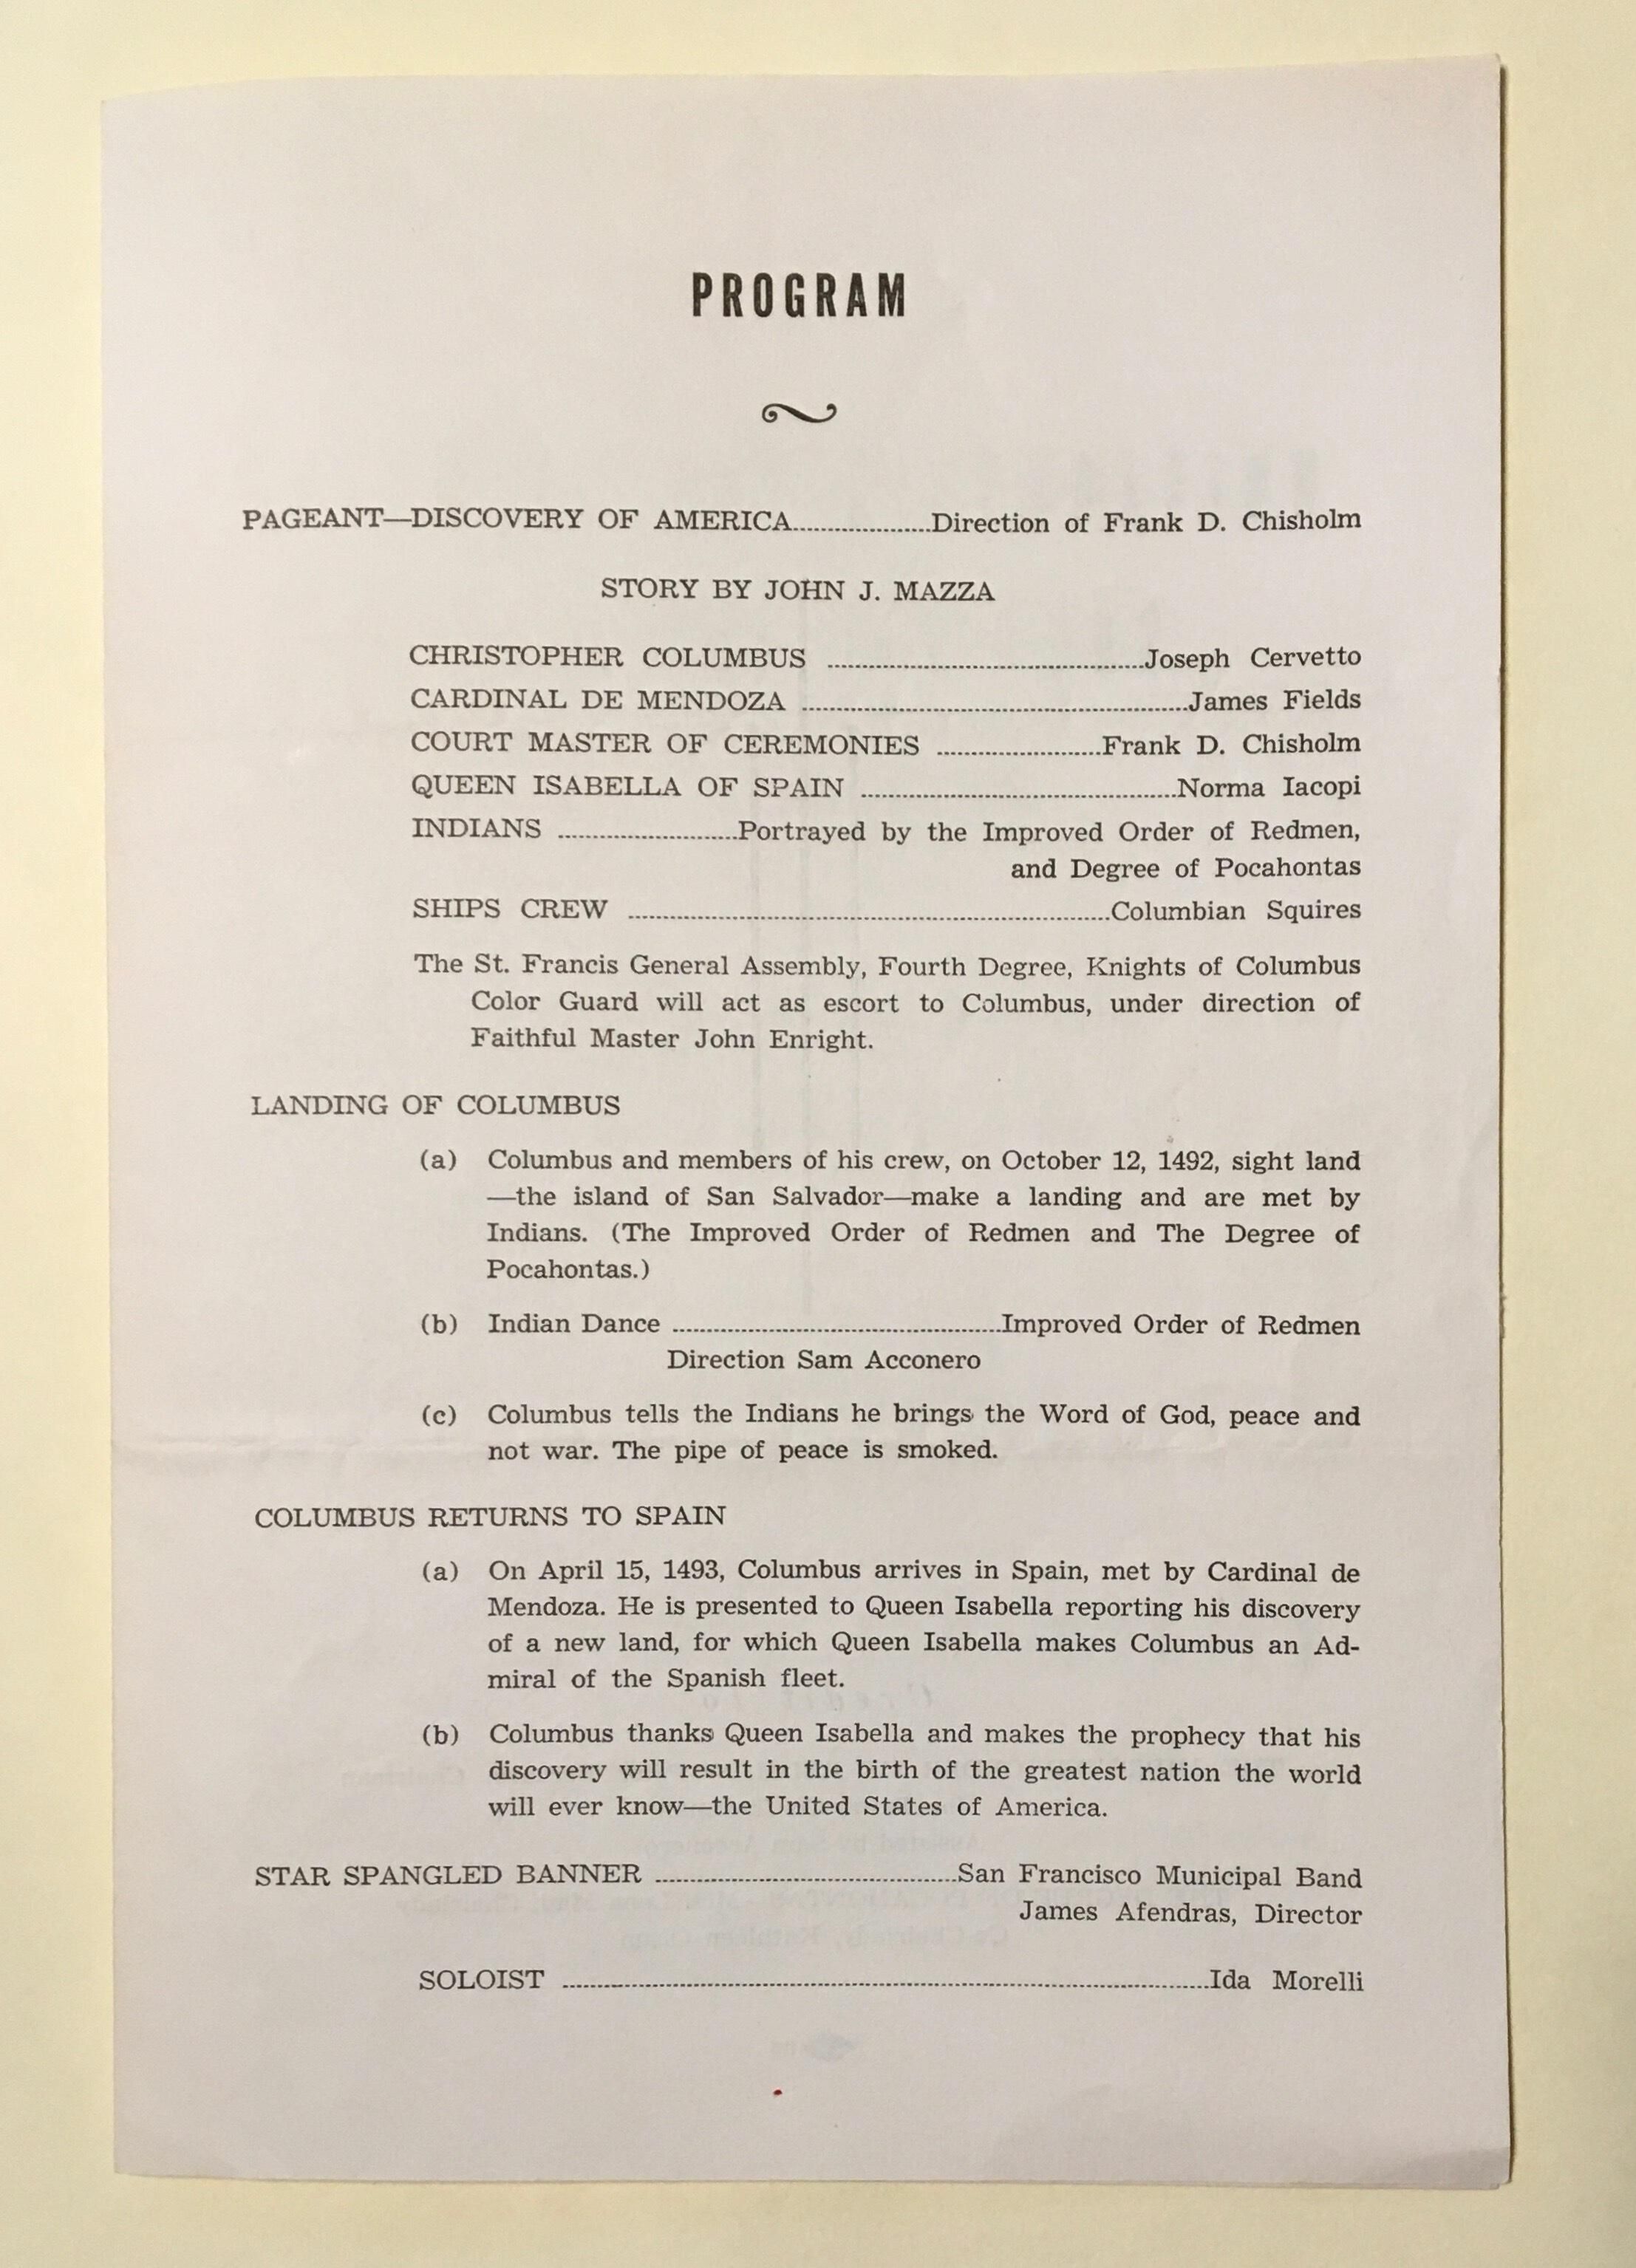 PROGRAM
PAGEANT—DISCOVERY OF AMERICA....................Direction of Frank D. Chisholm
STORY BY JOHN J. MAZZA
CHRISTOPHER COLUMBUS ..............................................Joseph Cervetto
CARDINAL DE MENDOZA ........................................................James Fields
COURT MASTER OF CEREMONIES ........................Frank D. Chisholm
QUEEN ISABELLA OF SPAIN ..............................................Norma Iacopi
INDIANS ..........................Portrayed by the Improved Order of Redmen,
and Degree of Pocahontas
SHIPS CREW ......................................................................Columbian Squires
The St. Francis General Assembly, Fourth Degree, Knights of Columbus
Color Guard will act as escort to Columbus, under direction of
Faithful Master John Enright.
LANDING OF COLUMBUS
(a) Columbus and members of his crew, on October 12, 1492, sight land
—the island of San Salvador—make a landing and are met by
Indians. (The Improved Order of Redmen and The Degree of
Pocahontas.)
(b) Indian Dance ................................................Improved Order of Redmen
Direction Sam Acconero
(c) Columbus tells the Indians he brings the Word of God, peace and
not war. The pipe of peace is smoked.
COLUMBUS RETURNS TO SPAIN
(a) On April 15, 1493, Columbus arrives in Spain, met by Cardinal de
Mendoza. He is presented to Queen Isabella reporting his discovery
of a new land, for which Queen Isabella makes Columbus an Ad-
miral of the Spanish fleet.
(b) Columbus thanks Queen Isabella and makes the prophecy that his
discovery will result in the birth of the greatest nation the world
will ever know—the United States of America.
STAR SPANGLED BANNER ............................................San Francisco Municipal Band
James Afendras, Director
SOLOIST ..............................................................................................Ida Morelli